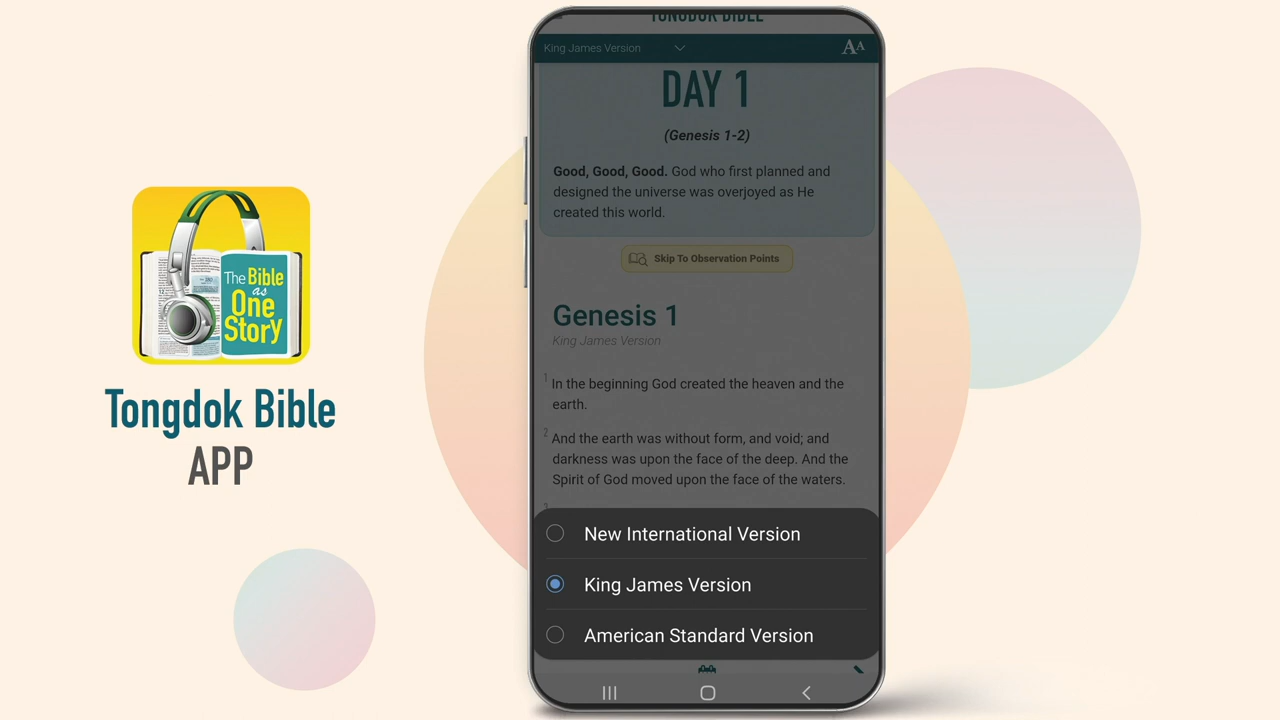 TONGDOK BIBLE
King James Version
AA
DAY 1
(Genesis 1-2)
Good, Good, Good. God who first planned and
designed the universe was overjoyed as He
created this world.
Skip To Observation Points
Genesis 1
King James Version
1 In the beginning God created the heaven and the
earth.
2 And the earth was without form, and void; and
darkness was upon the face of the deep. And the
Spirit of God moved upon the face of the waters.
New International Version
King James Version
American Standard Version
The Bible
as
One
Story
Tongdok Bible
APP